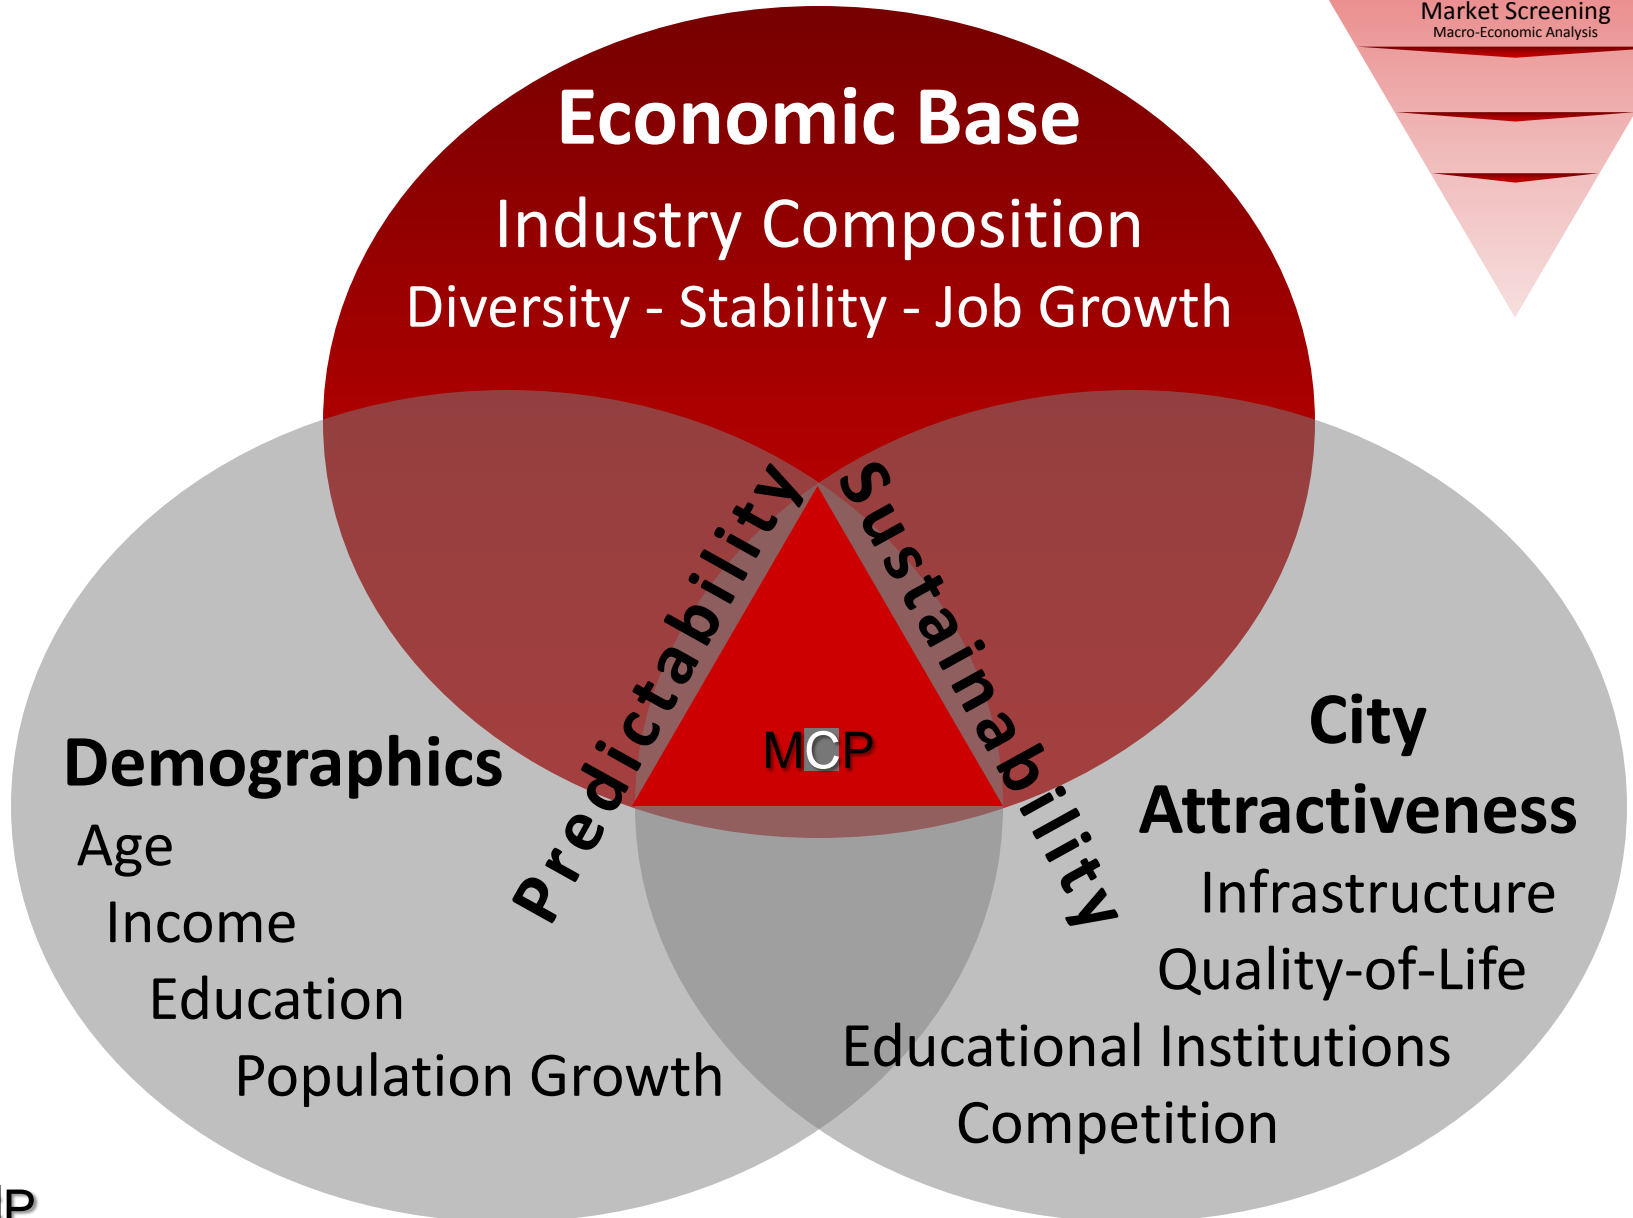 Market Screening
Macro-Economic Analysis
Economic Base
Industry Composition
Diversity - Stability - Job Growth
Predictability
Sustainability
MCP
Demographics
Age
Income
Education
Population Growth
City
Attractiveness
Infrastructure
Quality-of-Life
Educational Institutions
Competition
P